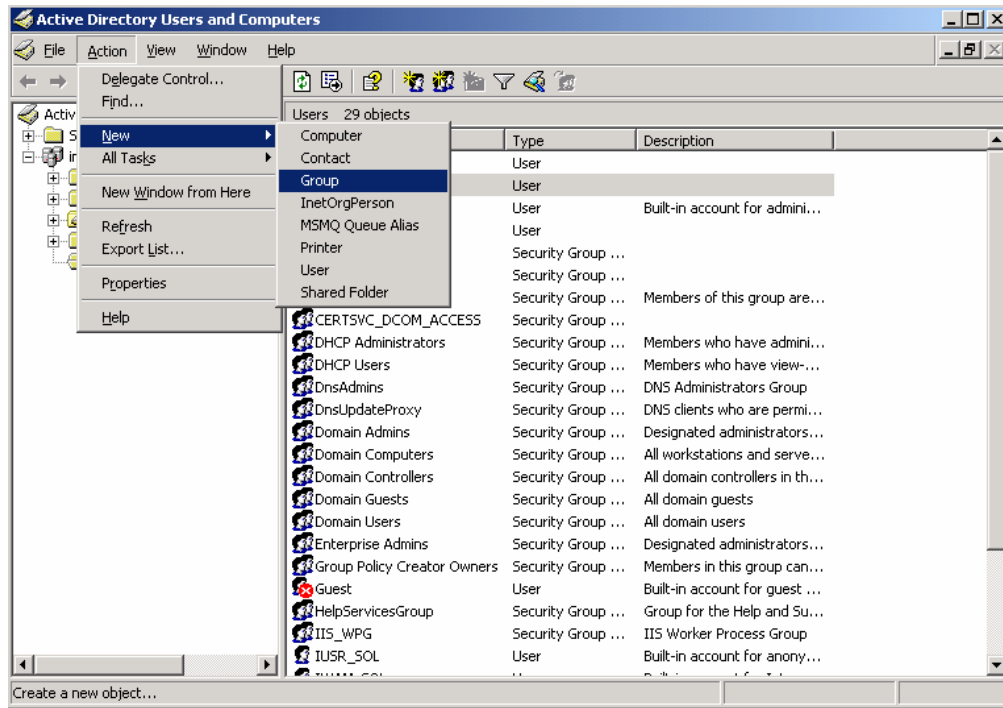 Active Directory Users and Computers
File Action View Window Help
Delegate Control...
Find...
New
All Tasks
New Window from Here
Refresh
Export List...
Properties
Help
Computer
Contact
Group
InetOrgPerson
MSMQ Queue Alias
Printer
User
Shared Folder
Activ
S
in
Users 29 objects
Type Description
User
User
User Built-in account for admini...
User
Security Group ...
Security Group ...
Security Group ... Members of this group are...
CERTSVC_DCOM_ACCESS Security Group ...
DHCP Administrators Security Group ... Members who have admini...
DHCP Users Security Group ... Members who have view-...
DnsAdmins Security Group ... DNS Administrators Group
DnsUpdateProxy Security Group ... DNS clients who are permi...
Domain Admins Security Group ... Designated administrators...
Domain Computers Security Group ... All workstations and serve...
Domain Controllers Security Group ... All domain controllers in th...
Domain Guests Security Group ... All domain guests
Domain Users Security Group ... All domain users
Enterprise Admins Security Group ... Designated administrators...
Group Policy Creator Owners Security Group ... Members in this group can...
Guest User Built-in account for guest ...
HelpServicesGroup Security Group ... Group for the Help and Su...
IIS_WPG Security Group ... IIS Worker Process Group
IUSR_SOL User Built-in account for anony...
Create a new object...